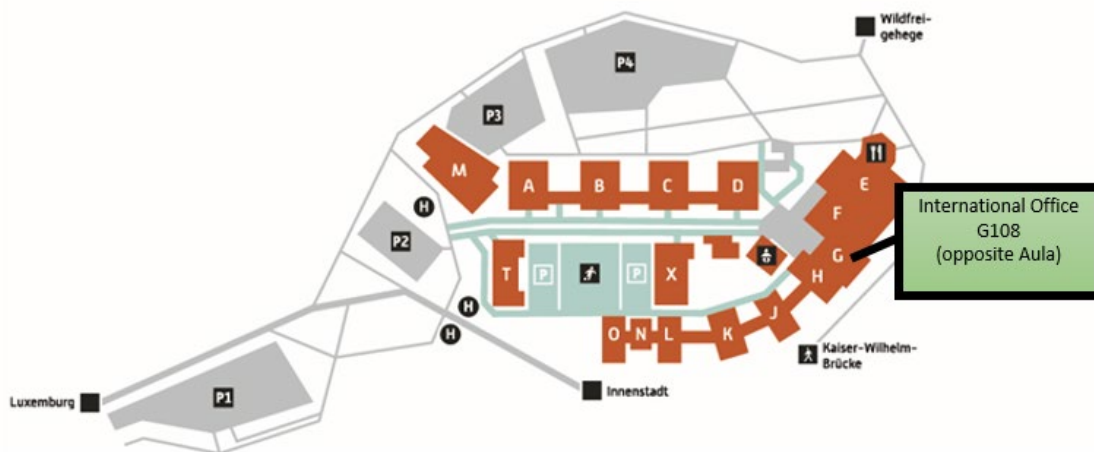 Wildfrei-
gehege
P4
P3
M
A
B
C
D
E
F
G
H
International Office
G108
(opposite Aula)
H
P2
T
P
P
X
H
H
O
N
L
K
J
Kaiser-Wilhelm-
Brücke
Innenstadt
Luxemburg
P1